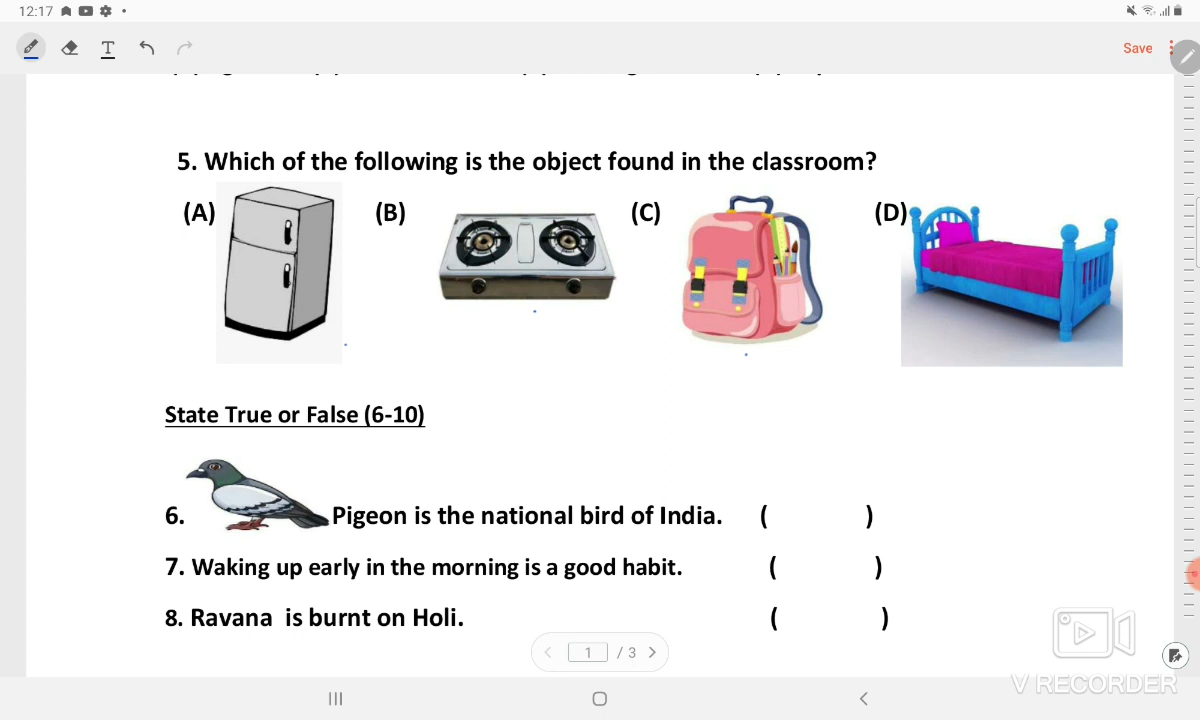 12:17
Save
5. Which of the following is the object found in the classroom?
(A) (B) (C) (D)
State True or False (6-10)
6. Pigeon is the national bird of India. ( )
7. Waking up early in the morning is a good habit. ( )
8. Ravana is burnt on Holi. ( )
1 / 3
V RECORDER